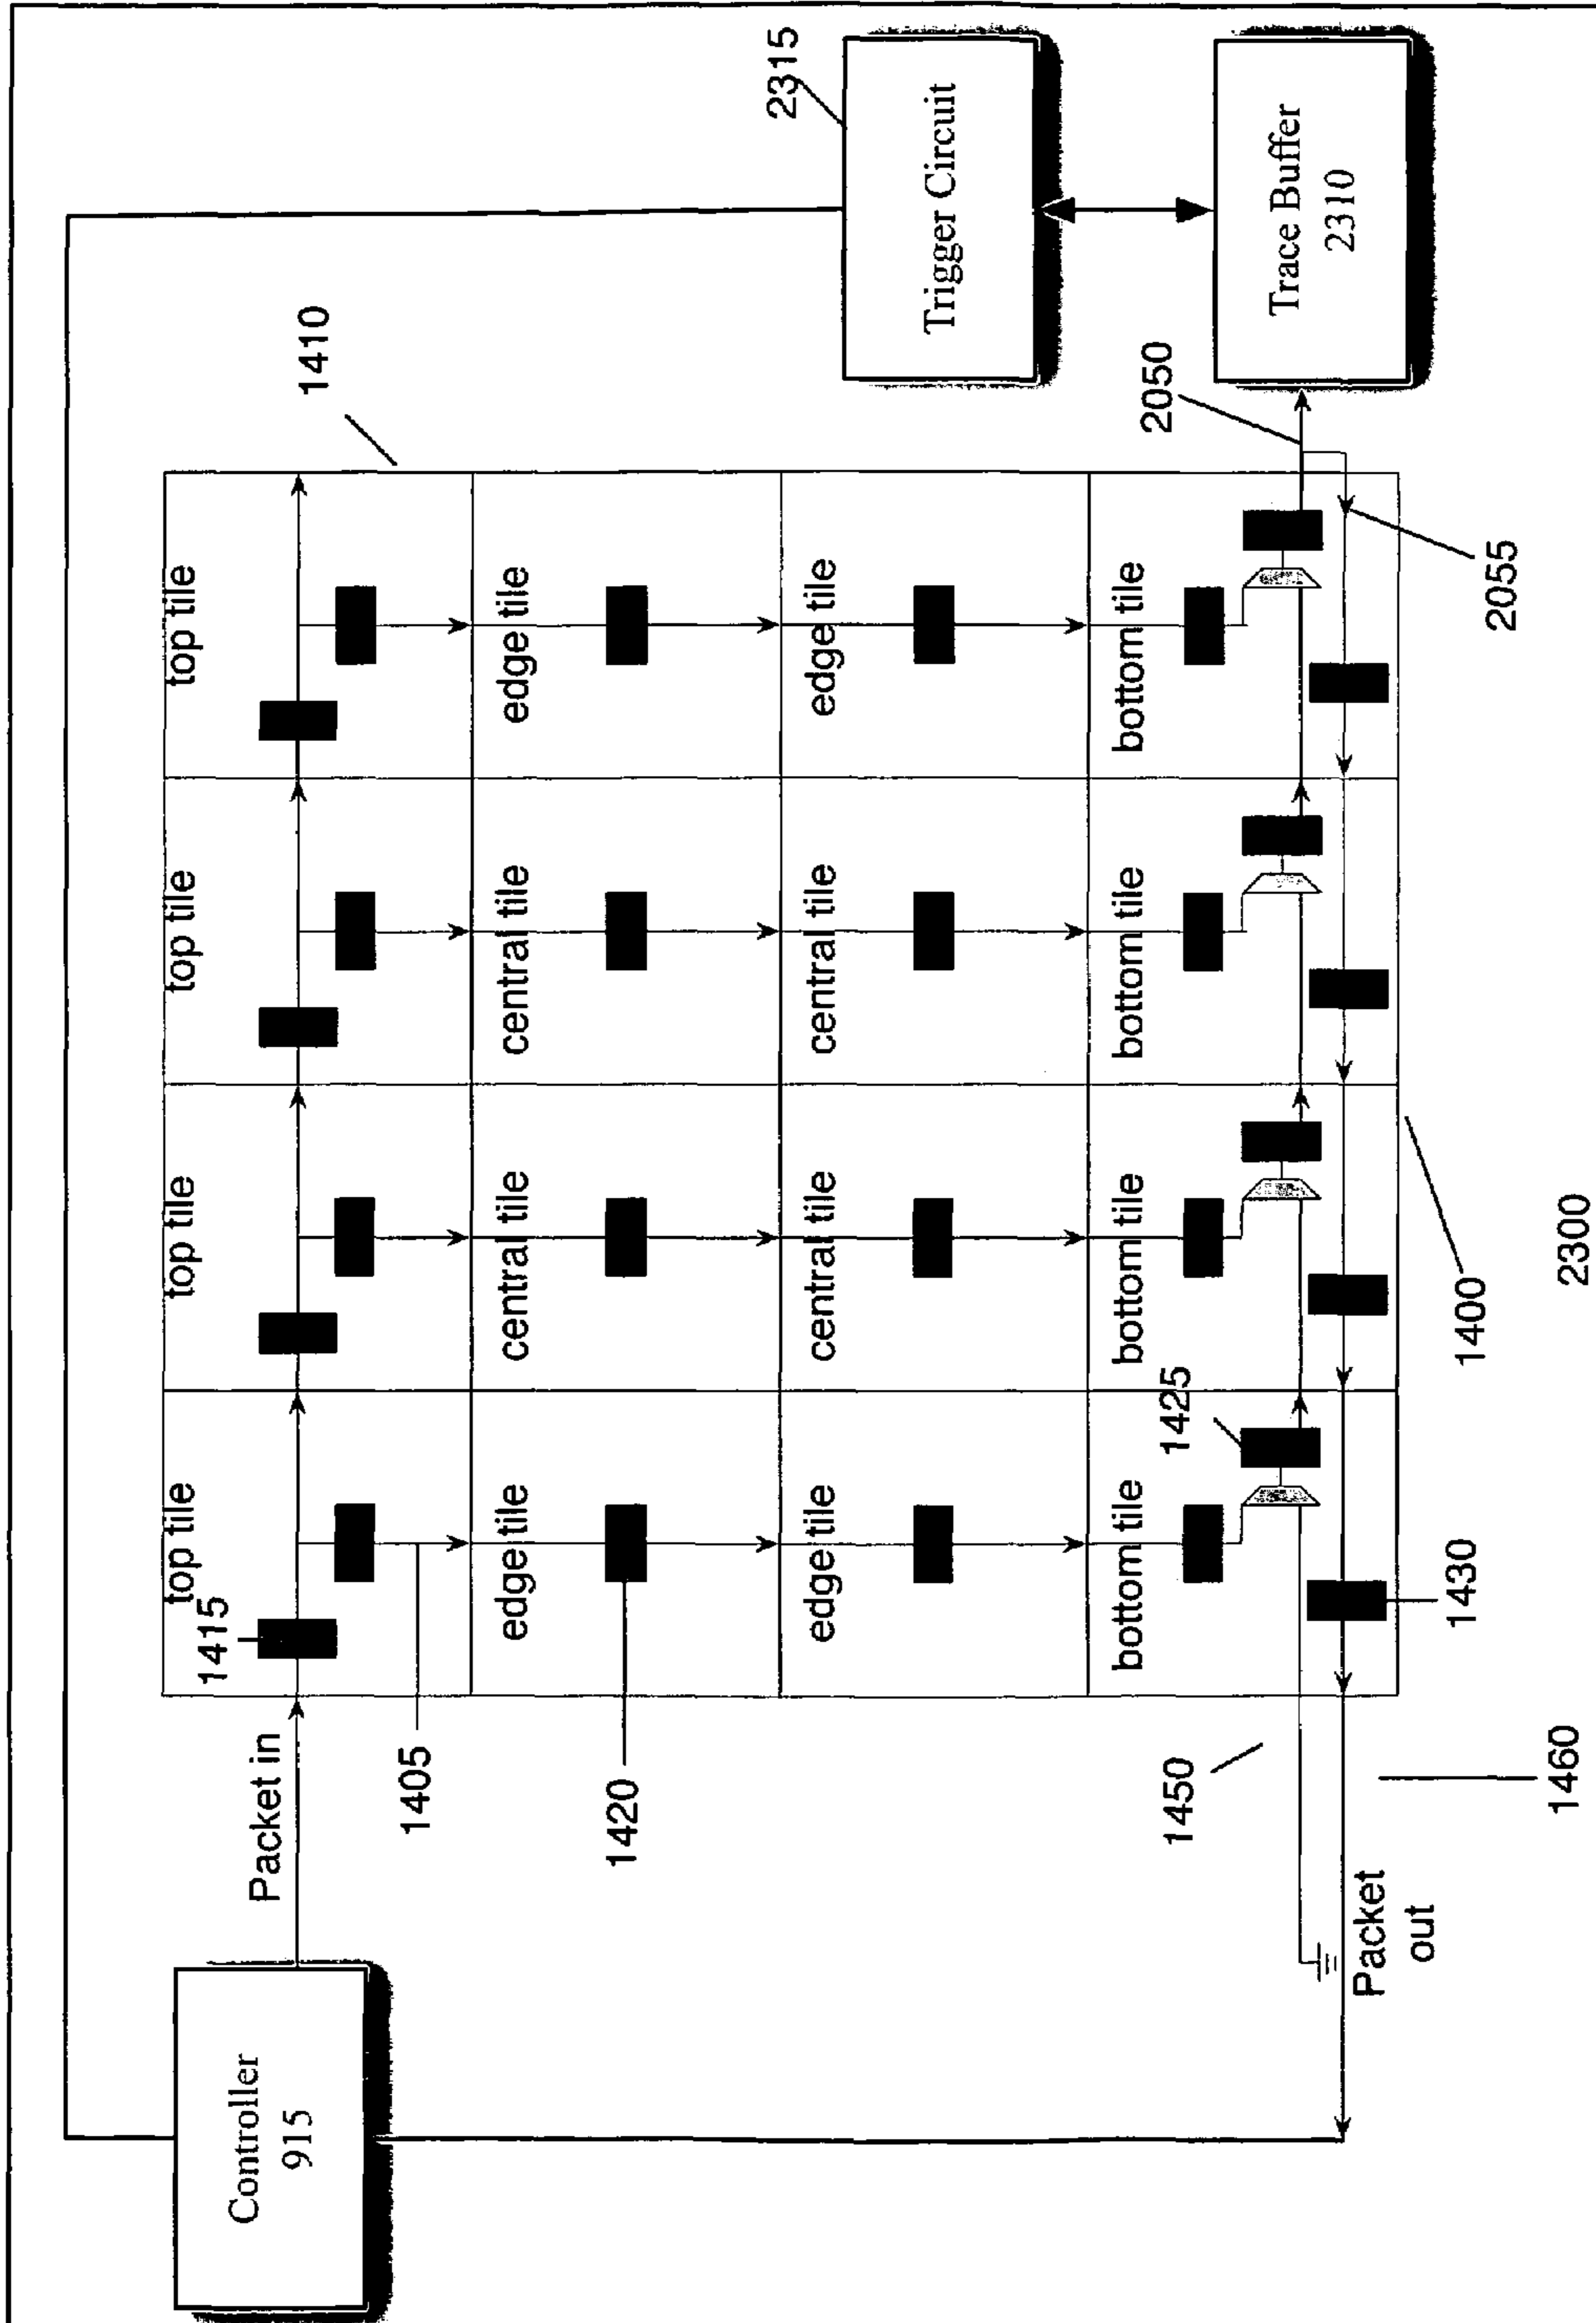 Controller
915
Packet in
1415
top tile
top tile
top tile
top tile
1410
2315
Trigger Circuit
1405
1420
edge tile
central tile
central tile
edge tile
edge tile
central tile
central tile
edge tile
bottom tile
bottom tile
bottom tile
bottom tile
1425
2050
Trace Buffer
2310
1450
Packet
out
1460
1430
1400
2055
2300